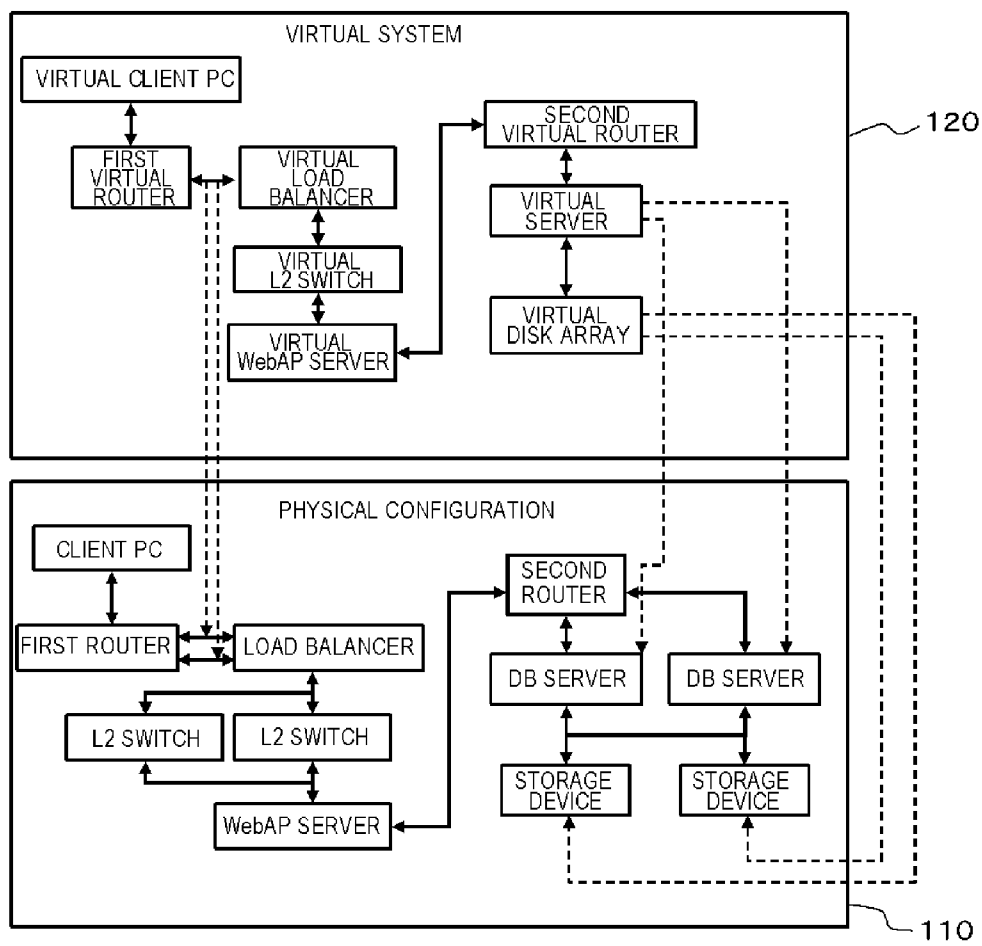 VIRTUAL SYSTEM
VIRTUAL CLIENT PC
FIRST
VIRTUAL
ROUTER
VIRTUAL
LOAD
BALANCER
VIRTUAL
L2 SWITCH
VIRTUAL
WebAP SERVER
SECOND
VIRTUAL ROUTER
VIRTUAL
SERVER
VIRTUAL
DISK ARRAY
120
PHYSICAL CONFIGURATION
CLIENT PC
FIRST ROUTER
LOAD BALANCER
L2 SWITCH
L2 SWITCH
WebAP SERVER
SECOND
ROUTER
DB SERVER
DB SERVER
STORAGE
DEVICE
STORAGE
DEVICE
110